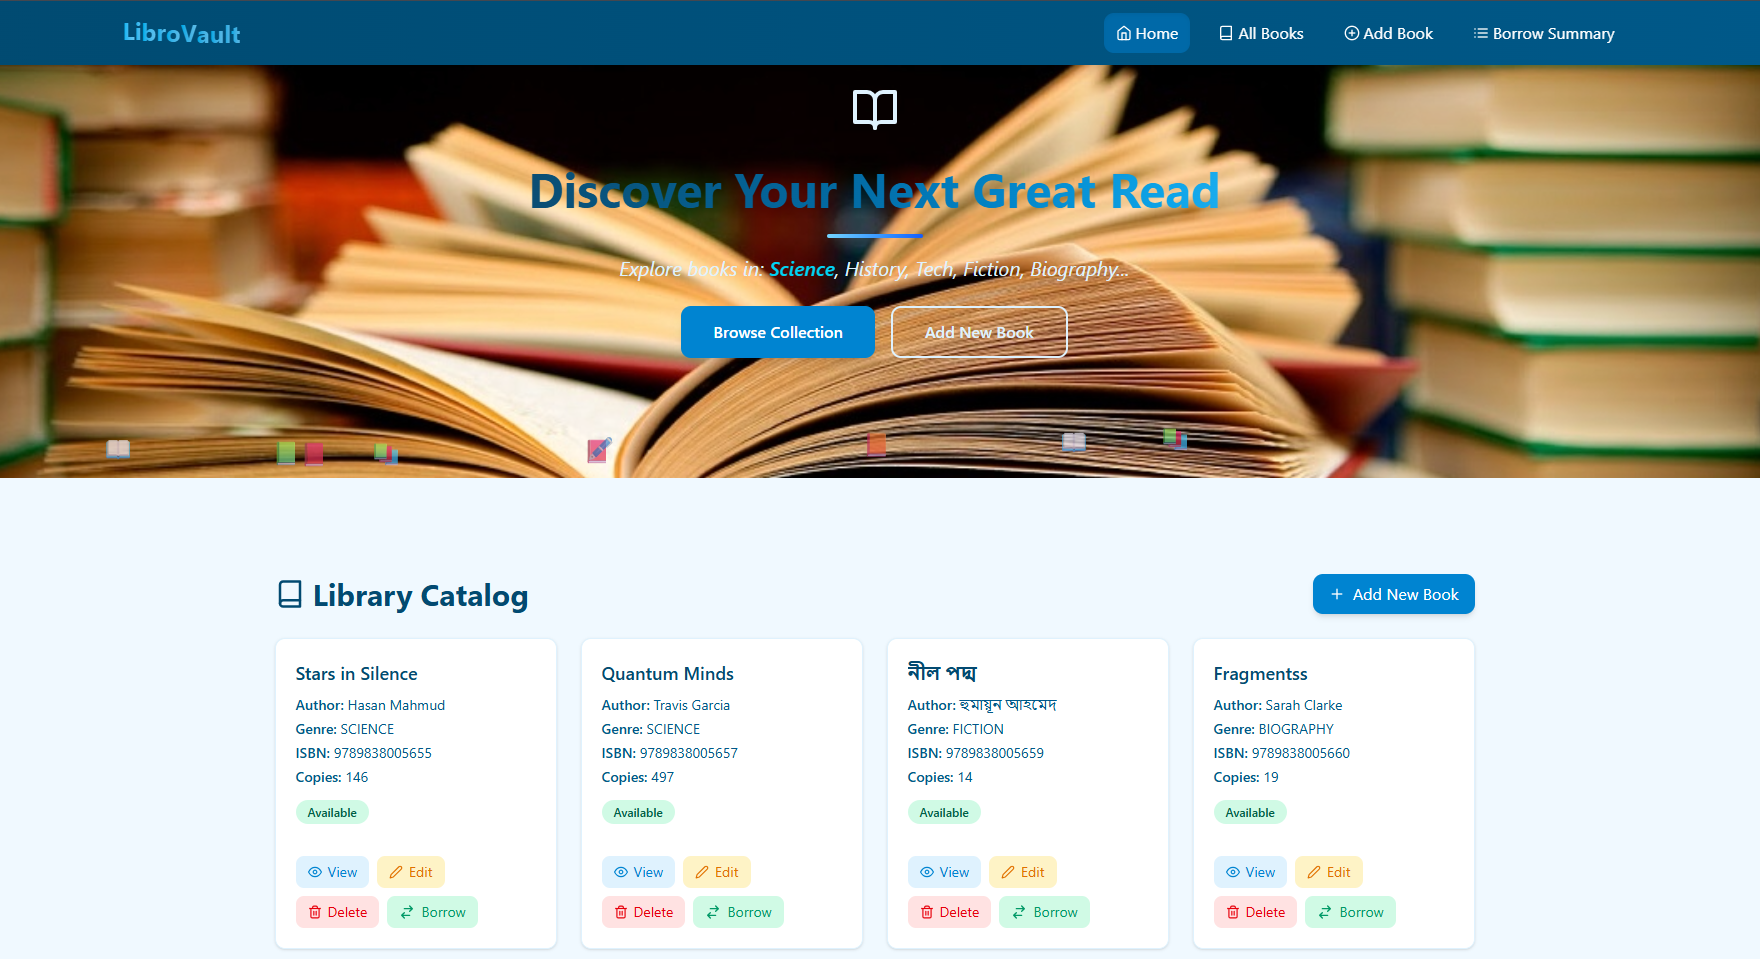 LibroVault
Home
All Books
Add Book
Borrow Summary
Discover Your Next Great Read
Explore books in: Science, History, Tech, Fiction, Biography...
Browse Collection
Add New Book
Library Catalog
Add New Book
Stars in Silence
Author: Hasan Mahmud
Genre: SCIENCE
ISBN: 9789838005655
Copies: 146
Available
View
Edit
Delete
Borrow
Quantum Minds
Author: Travis Garcia
Genre: SCIENCE
ISBN: 9789838005657
Copies: 497
Available
View
Edit
Delete
Borrow
নীল পদ্ম
Author: হুমায়ূন আহমেদ
Genre: FICTION
ISBN: 9789838005659
Copies: 14
Available
View
Edit
Delete
Borrow
Fragmentss
Author: Sarah Clarke
Genre: BIOGRAPHY
ISBN: 9789838005660
Copies: 19
Available
View
Edit
Delete
Borrow